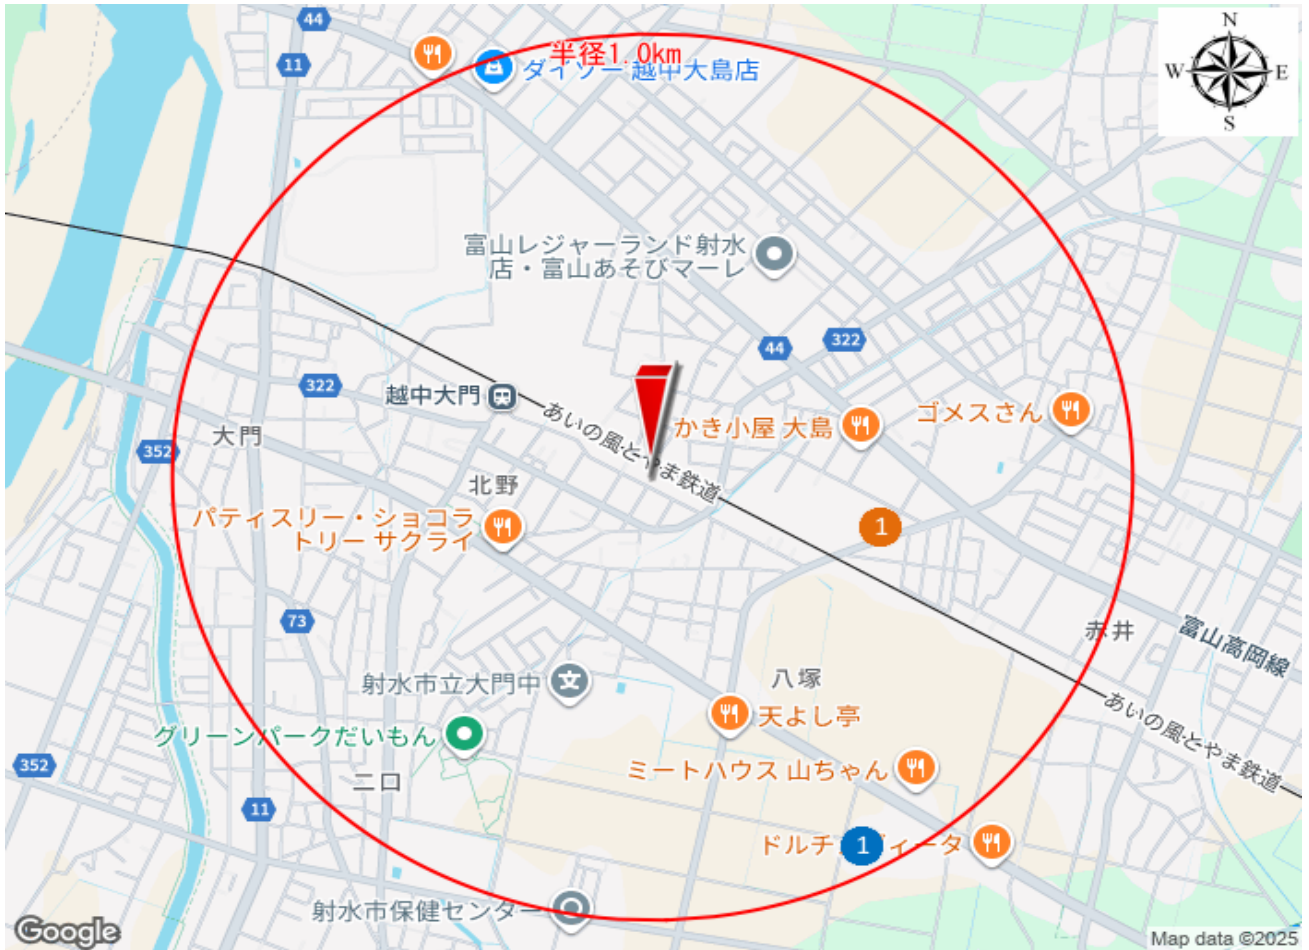 44
半径1.0km
N
11
ダイソー 越中大島店
W
E
S
富山レジャーランド射水
店・富山あそびマーレ
44
322
322
越中大門
あいの風とやま鉄道
かき小屋 大島
ゴメスさん
大門
352
北野
パティスリー・ショコラ
トリー サクライ
1
73
赤井
富山高岡線
射水市立大門中
八塚
あいの風とやま鉄道
天よし亭
グリーンパークだいもん
352
二口
ミートハウス 山ちゃん
11
1
射水市保健センター
Google
Map data ©2025